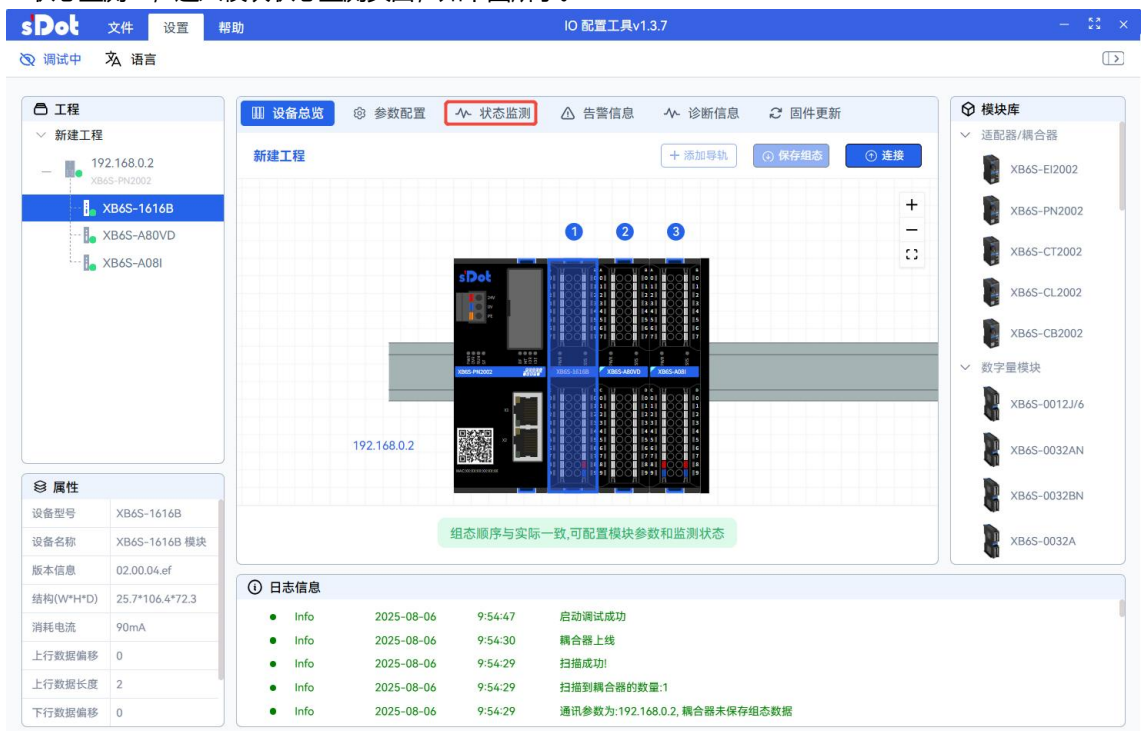 sDot 文件 设置 帮助 IO 配置工具v1.3.7
调试中 语言
工程
新建工程
192.168.0.2
XB6S-PN2002
XB6S-1616B
XB6S-A80VD
XB6S-A08I
设备总览 参数配置 状态监测 告警信息 诊断信息 固件更新
新建工程 添加导轨 保存组态 连接
1 2 3
sDot
XB6S-PN2002 XB6S-1616B XB6S-A80VD XB6S-A08I
192.168.0.2
组态顺序与实际一致,可配置模块参数和监测状态
模块库
适配器/耦合器
XB6S-EI2002
XB6S-PN2002
XB6S-CT2002
XB6S-CL2002
XB6S-CB2002
数字量模块
XB6S-0012J/6
XB6S-0032AN
XB6S-0032BN
XB6S-0032A
属性
设备型号 XB6S-1616B
设备名称 XB6S-1616B 模块
版本信息 02.00.04.ef
结构(W*H*D) 25.7*106.4*72.3
消耗电流 90mA
上行数据偏移 0
上行数据长度 2
下行数据偏移 0
日志信息
Info 2025-08-06 9:54:47 启动调试成功
Info 2025-08-06 9:54:30 耦合器上线
Info 2025-08-06 9:54:29 扫描成功!
Info 2025-08-06 9:54:29 扫描到耦合器的数量:1
Info 2025-08-06 9:54:29 通讯参数为:192.168.0.2, 耦合器未保存组态数据